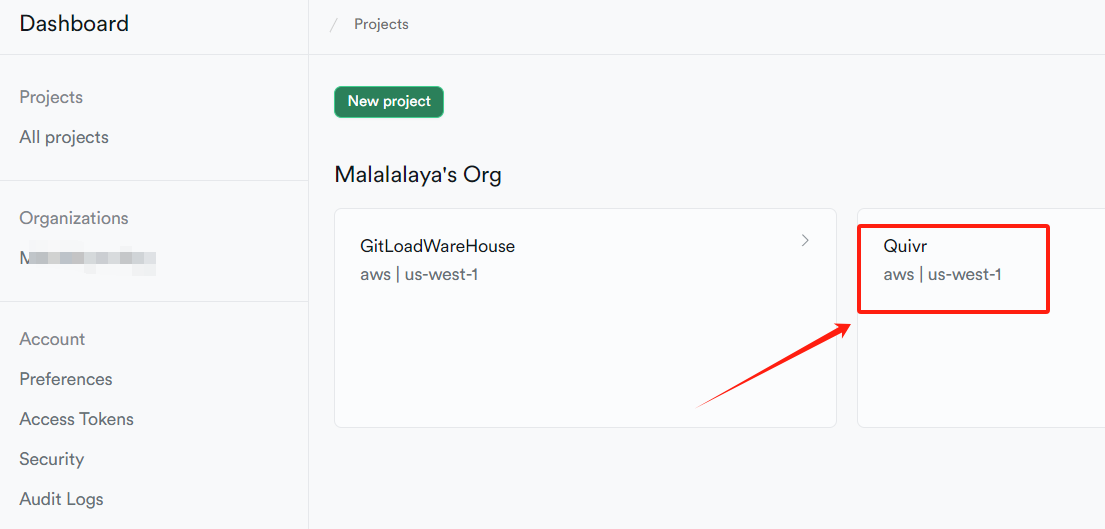 Dashboard
/ Projects
Projects
All projects
Organizations
Account
Preferences
Access Tokens
Security
Audit Logs
New project
Malalalaya's Org
GitLoadWareHouse
aws | us-west-1
Quivr
aws | us-west-1